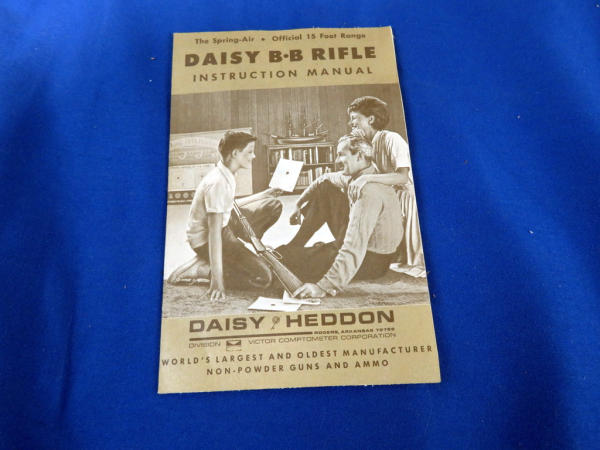 The Spring-Air • Official 15 Foot Range
DAISY B•B RIFLE
INSTRUCTION MANUAL
DAISY HEDDON
ROGERS, ARKANSAS 72756
DIVISION VICTOR COMPTOMETER CORPORATION
WORLD'S LARGEST AND OLDEST MANUFACTURER
NON-POWDER GUNS AND AMMO